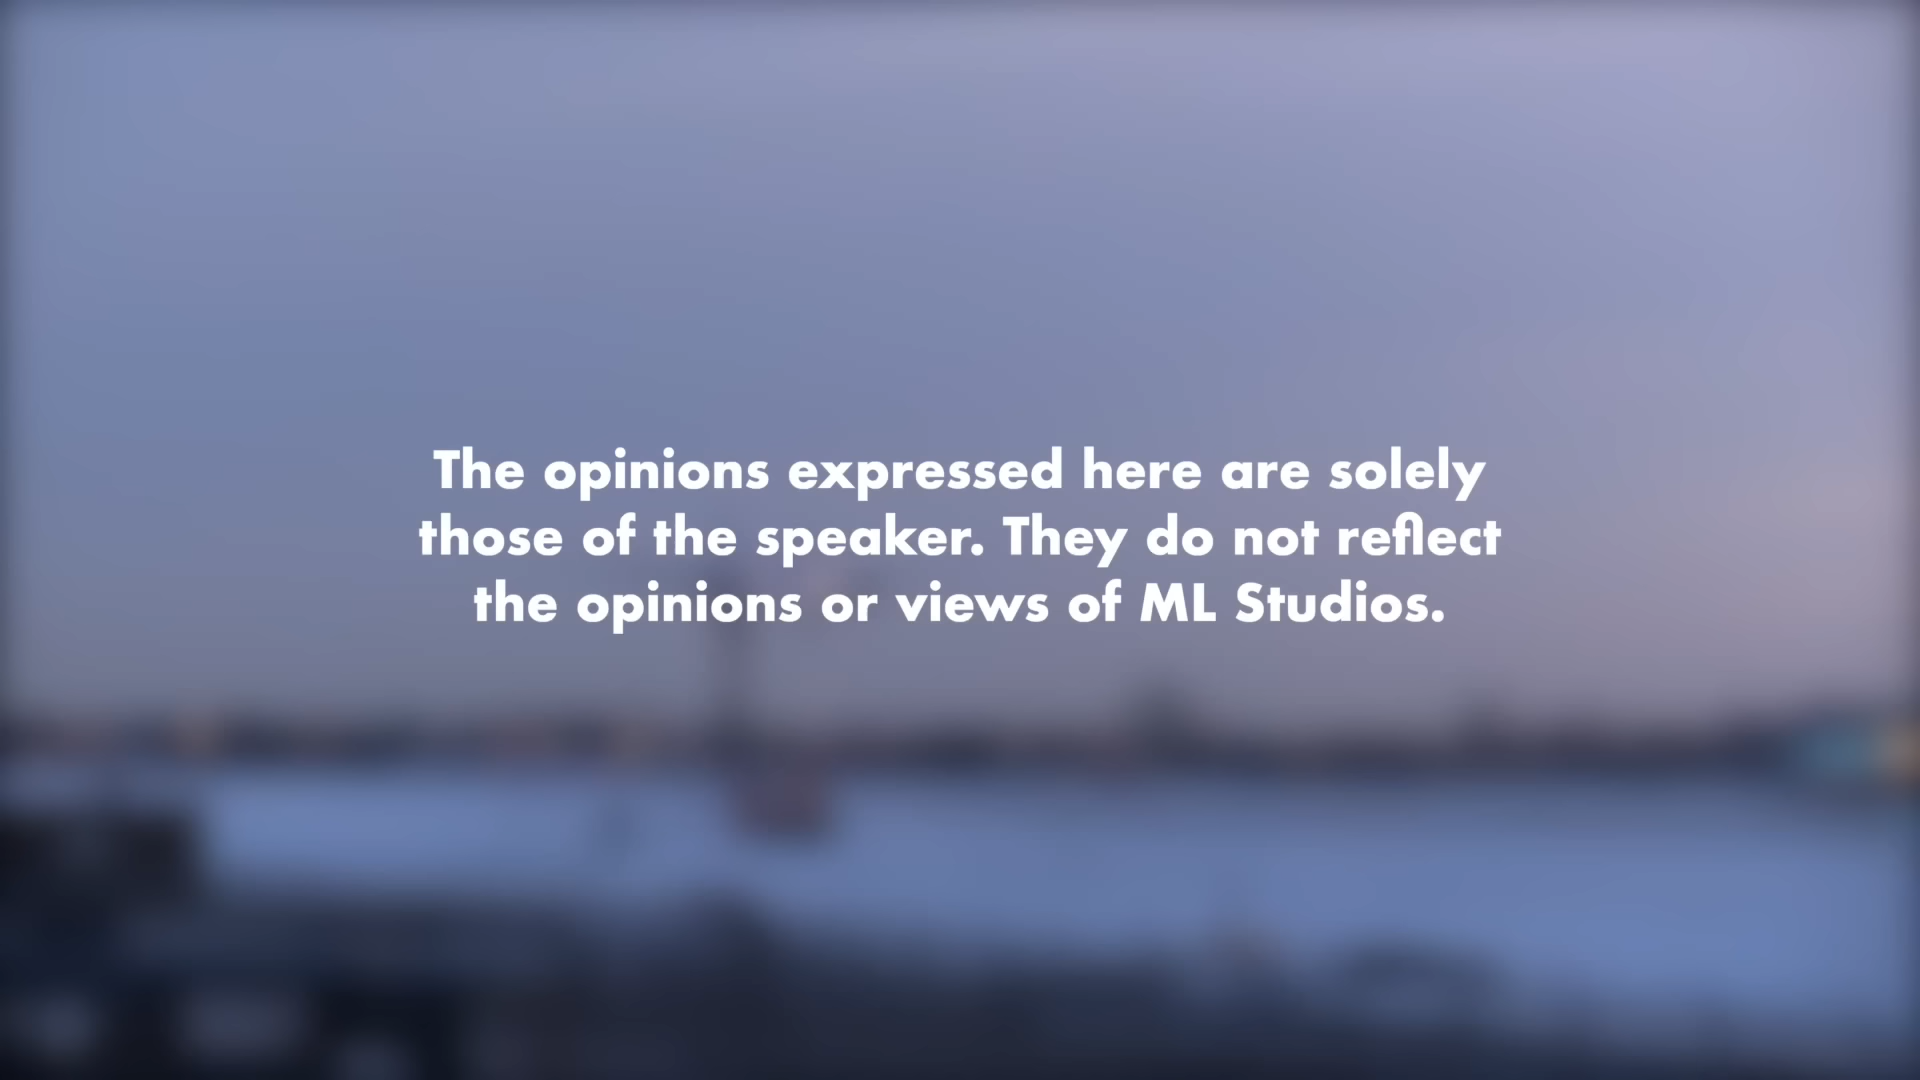 The opinions expressed here are solely
those of the speaker. They do not reflect
the opinions or views of ML Studios.